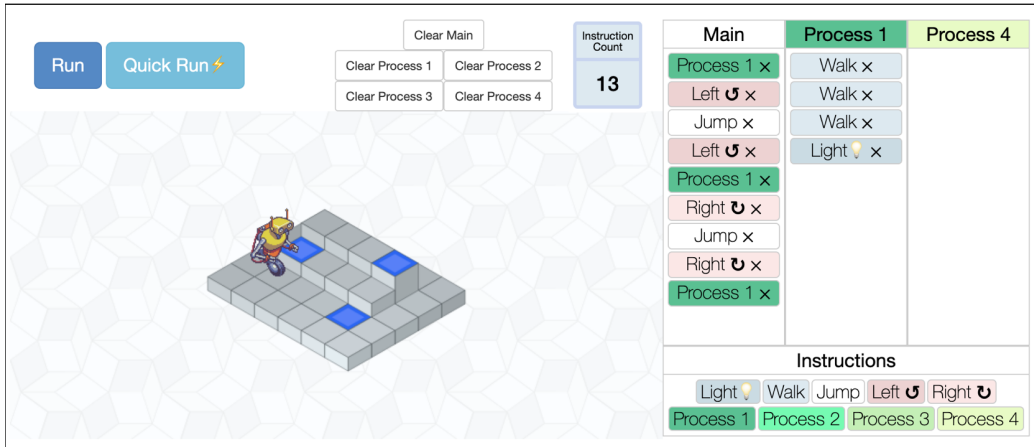 Run
Quick Run⚡
Clear Main
Clear Process 1
Clear Process 2
Clear Process 3
Clear Process 4
Instruction
Count
13
Main
Process 1
Process 4
Process 1 ×
Left ↺ ×
Jump ×
Left ↺ ×
Process 1 ×
Right ↻ ×
Jump ×
Right ↻ ×
Process 1 ×
Walk ×
Walk ×
Walk ×
Light💡 ×
Instructions
Light💡 Walk Jump Left ↺ Right ↻
Process 1 Process 2 Process 3 Process 4